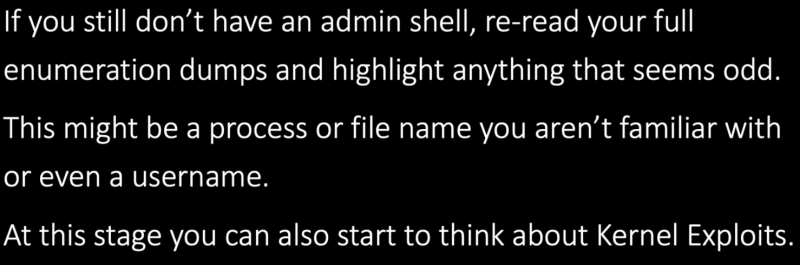 If you still don’t have an admin shell, re-read your full
enumeration dumps and highlight anything that seems odd.
This might be a process or file name you aren’t familiar with
or even a username.
At this stage you can also start to think about Kernel Exploits.